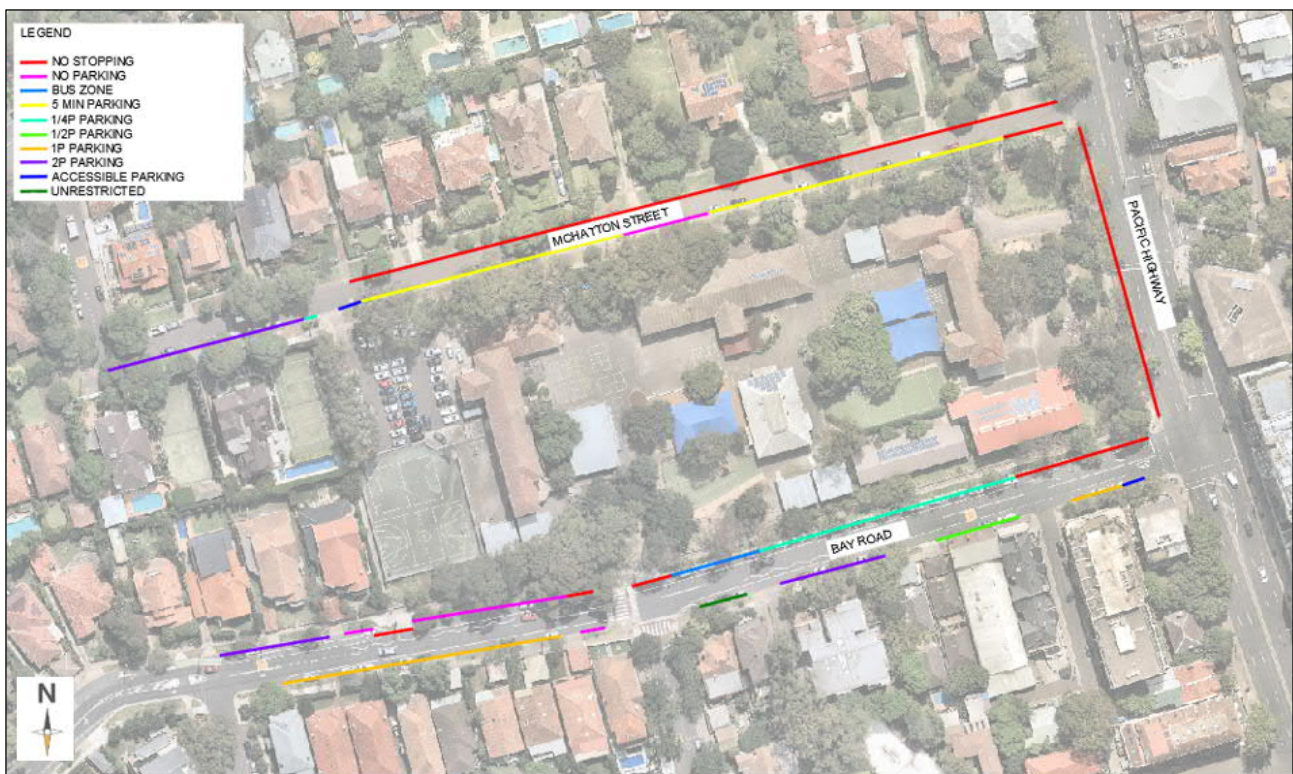 LEGEND
NO STOPPING
NO PARKING
BUS ZONE
5 MIN PARKING
1/4P PARKING
1/2P PARKING
1P PARKING
2P PARKING
ACCESSIBLE PARKING
UNRESTRICTED
MCHATTON STREET
PACIFIC HIGHWAY
BAY ROAD
N